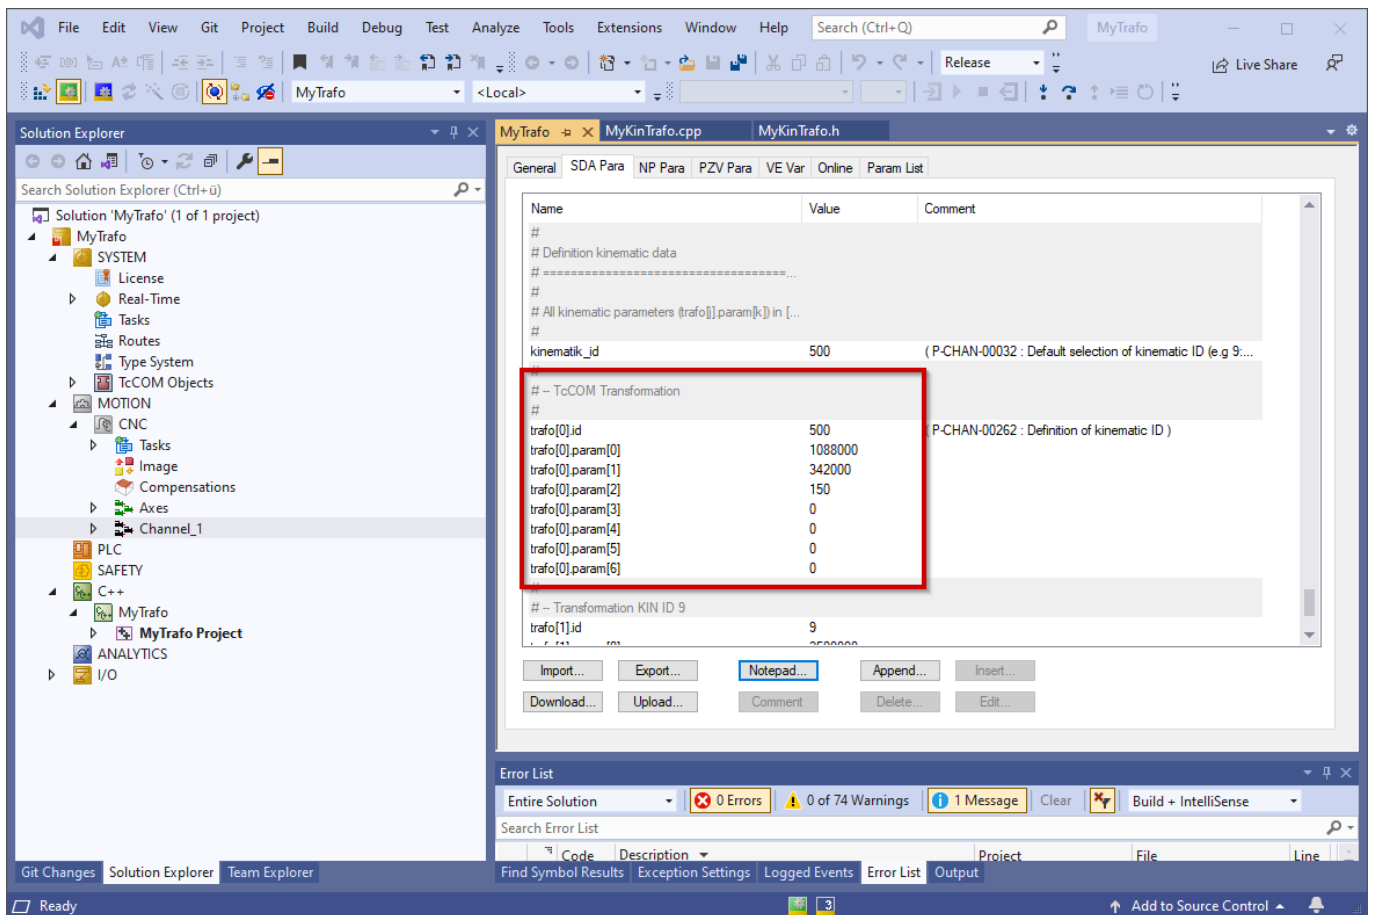 File Edit View Git Project Build Debug Test Analyze Tools Extensions Window Help Search (Ctrl+Q) MyTrafo
Release Live Share
MyTrafo <Local>
Solution Explorer
Search Solution Explorer (Ctrl+ü)
Solution 'MyTrafo' (1 of 1 project)
MyTrafo
SYSTEM
License
Real-Time
Tasks
Routes
Type System
TcCOM Objects
MOTION
CNC
Tasks
Image
Compensations
Axes
Channel_1
PLC
SAFETY
C++
MyTrafo
MyTrafo Project
ANALYTICS
I/O
Git Changes Solution Explorer Team Explorer
MyTrafo MyKinTrafo.cpp MyKinTrafo.h
General SDA Para NP Para PZV Para VE Var Online Param List
Name Value Comment
#
# Definition kinematic data
# ===================================...
#
# All kinematic parameters (trafo[j].param[k]) in [...
#
kinematik_id 500 ( P-CHAN-00032 : Default selection of kinematic ID (e.g 9:...
#
# -- TcCOM Transformation
#
trafo[0].id 500 ( P-CHAN-00262 : Definition of kinematic ID )
trafo[0].param[0] 1088000
trafo[0].param[1] 342000
trafo[0].param[2] 150
trafo[0].param[3] 0
trafo[0].param[4] 0
trafo[0].param[5] 0
trafo[0].param[6] 0
#
# -- Transformation KIN ID 9
trafo[1].id 9
Import... Export... Notepad... Append... Insert...
Download... Upload... Comment Delete... Edit...
Error List
Entire Solution 0 Errors 0 of 74 Warnings 1 Message Clear Build + IntelliSense
Search Error List
Code Description Project File Line
Find Symbol Results Exception Settings Logged Events Error List Output
Ready 3 Add to Source Control